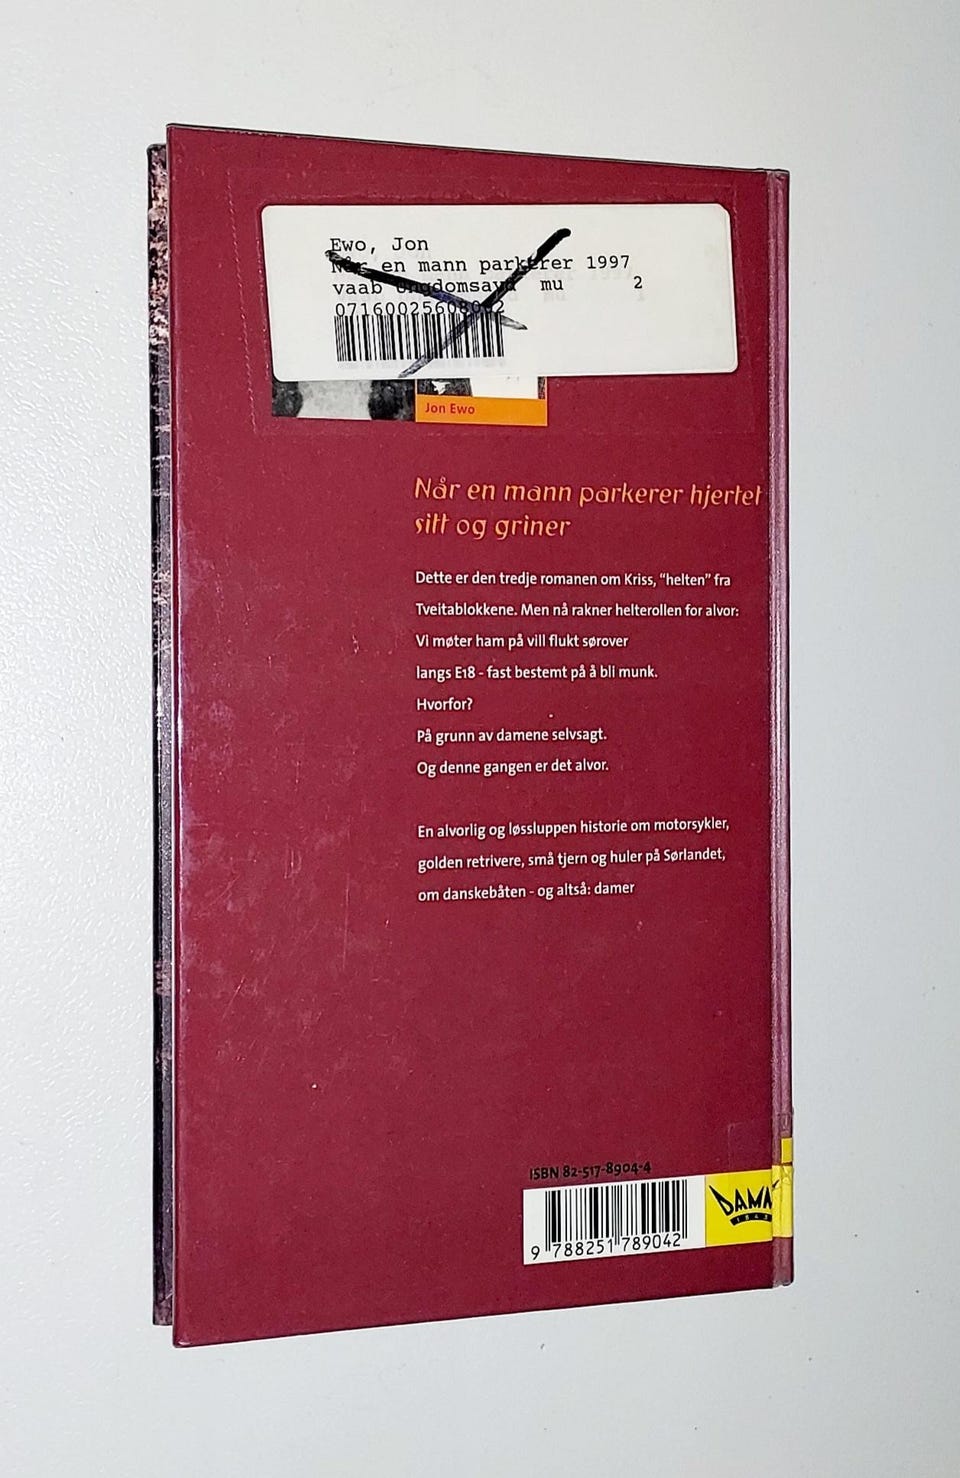 Ewo, Jon
Når en mann parkerer 1997
vaab Ungdomsavd mu 2
07160025608002
Jon Ewo
Når en mann parkerer hjertet
sitt og griner
Dette er den tredje romanen om Kriss, “helten” fra
Tveitablokkene. Men nå rakner helterollen for alvor:
Vi møter ham på vill flukt sørover
langs E18 - fast bestemt på å bli munk.
Hvorfor?
På grunn av damene selvsagt.
Og denne gangen er det alvor.
En alvorlig og løssluppen historie om motorsykler,
golden retrivere, små tjern og huler på Sørlandet,
om danskebåten - og altså: damer
ISBN 82-517-8904-4
9 788251 789042
DAMM
1843